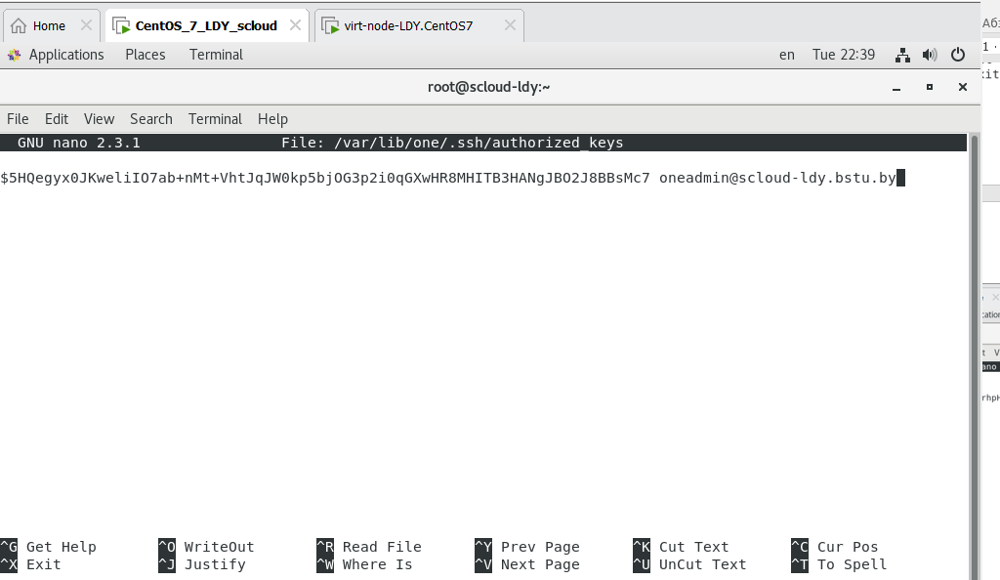 Home CentOS_7_LDY_scloud virt-node-LDY.CentOS7
Applications Places Terminal en Tue 22:39
root@scloud-ldy:~
File Edit View Search Terminal Help
GNU nano 2.3.1 File: /var/lib/one/.ssh/authorized_keys
$5HQegyx0JKweliIO7ab+nMt+VhtJqJW0kp5bjOG3p2i0qGXwHR8MHITB3HANgJBO2J8BBsMc7 oneadmin@scloud-ldy.bstu.by
^G Get Help ^O WriteOut ^R Read File ^Y Prev Page ^K Cut Text ^C Cur Pos
^X Exit ^J Justify ^W Where Is ^V Next Page ^U UnCut Text ^T To Spell